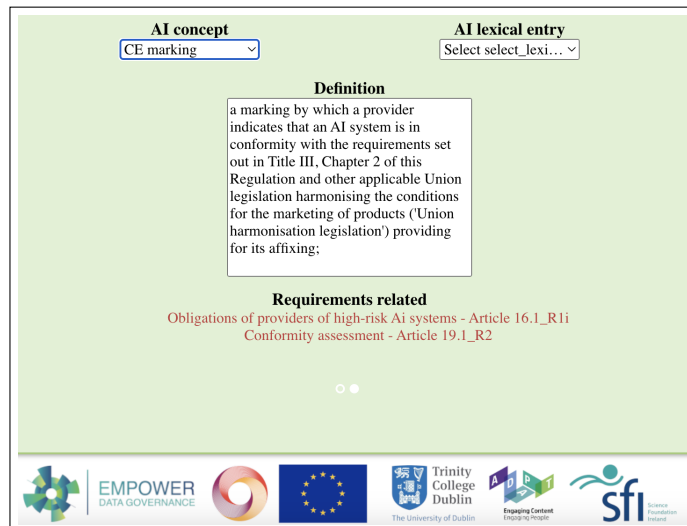 AI concept
AI lexical entry
CE marking
Select select_lexi…
Definition
a marking by which a provider
indicates that an AI system is in
conformity with the requirements set
out in Title III, Chapter 2 of this
Regulation and other applicable Union
legislation harmonising the conditions
for the marketing of products ('Union
harmonisation legislation') providing
for its affixing;
Requirements related
Obligations of providers of high-risk Ai systems - Article 16.1_R1i
Conformity assessment - Article 19.1_R2
EMPOWER
DATA GOVERNANCE
Trinity
College
Dublin
The University of Dublin
ADAPT
Engaging Content
Engaging People
sfi
Science
Foundation
Ireland